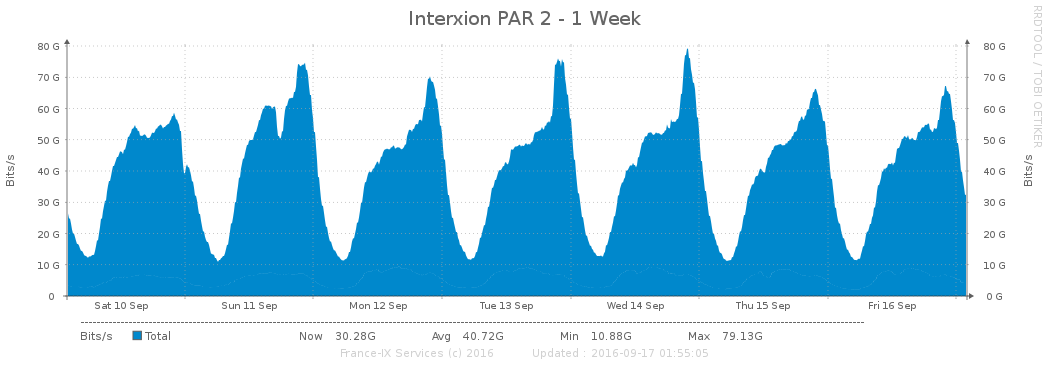 Interxion PAR 2 - 1 Week
RRDTOOL / TOBI OETIKER
Bits/s
80 G
70 G
60 G
50 G
40 G
30 G
20 G
10 G
0
80 G
70 G
60 G
50 G
40 G
30 G
20 G
10 G
0 G
Bits/s
Sat 10 Sep Sun 11 Sep Mon 12 Sep Tue 13 Sep Wed 14 Sep Thu 15 Sep Fri 16 Sep
Bits/s Total Now 30.28G Avg 40.72G Min 10.88G Max 79.13G
France-IX Services (c) 2016 Updated : 2016-09-17 01:55:05